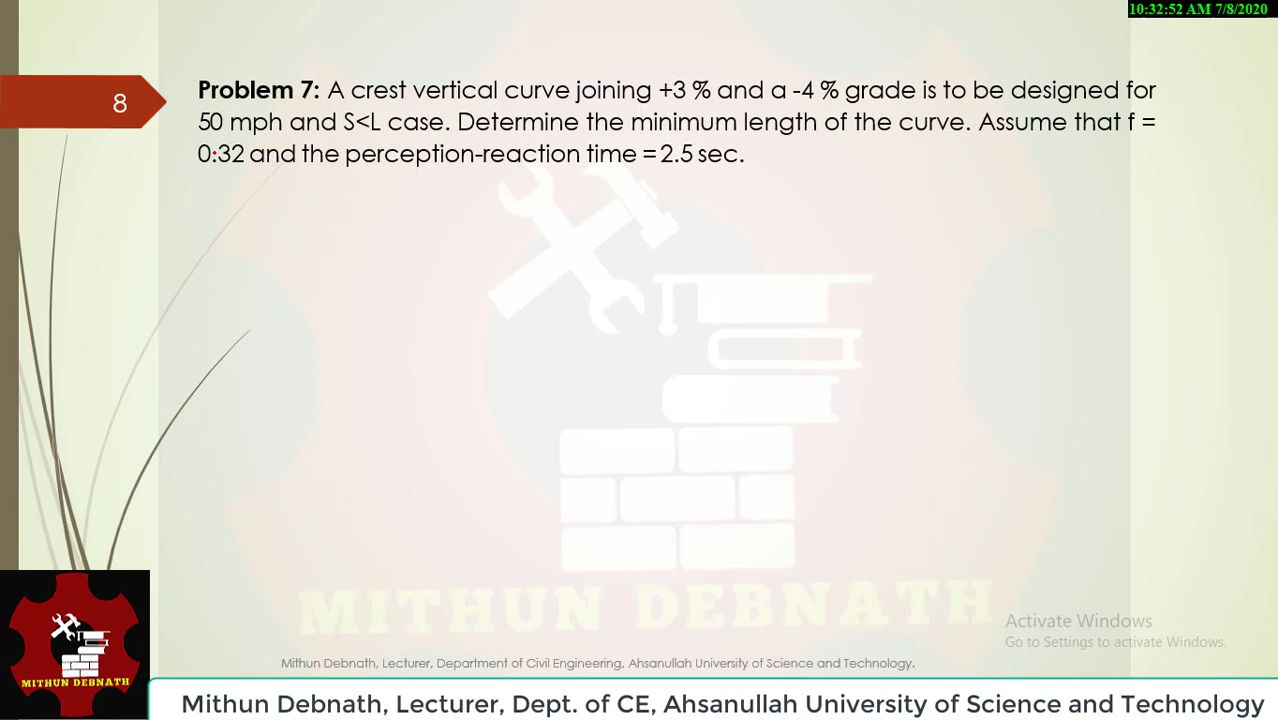 10:32:52 AM 7/8/2020
8
Problem 7: A crest vertical curve joining +3 % and a -4 % grade is to be designed for
50 mph and S<L case. Determine the minimum length of the curve. Assume that f =
0:32 and the perception-reaction time = 2.5 sec.
MITHUN DEBNATH
Activate Windows
Go to Settings to activate Windows.
Mithun Debnath, Lecturer, Department of Civil Engineering, Ahsanullah University of Science and Technology.
MITHUN DEBNATH
Mithun Debnath, Lecturer, Dept. of CE, Ahsanullah University of Science and Technology